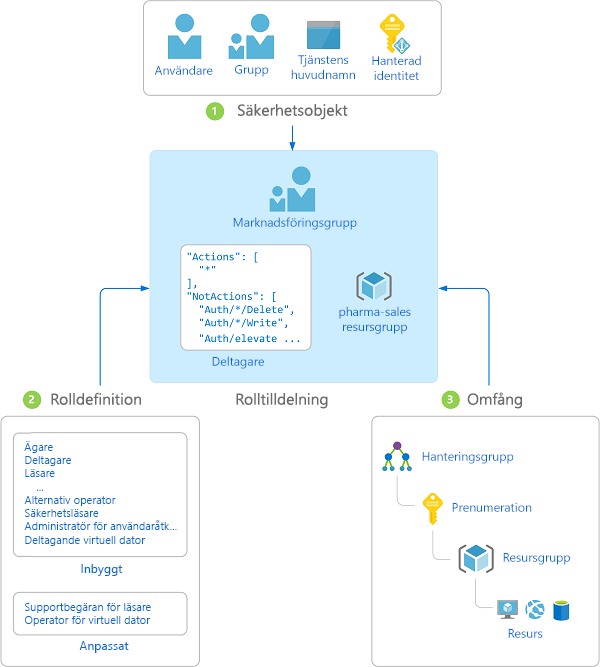 Användare
Grupp
Tjänstens
huvudnamn
Hanterad
identitet
1 Säkerhetsobjekt
Marknadsföringsgrupp
"Actions": [
"*"
],
"NotActions": [
"Auth/*/Delete",
"Auth/*/Write",
"Auth/elevate ...
Deltagare
pharma-sales
resursgrupp
2 Rolldefinition
Rolltilldelning
3 Omfång
Ägare
Deltagare
Läsare
...
Alternativ operator
Säkerhetsläsare
Administratör för användaråtk...
Deltagande virtuell dator
Inbyggt
Supportbegäran för läsare
Operator för virtuell dator
Anpassat
Hanteringsgrupp
Prenumeration
Resursgrupp
Resurs